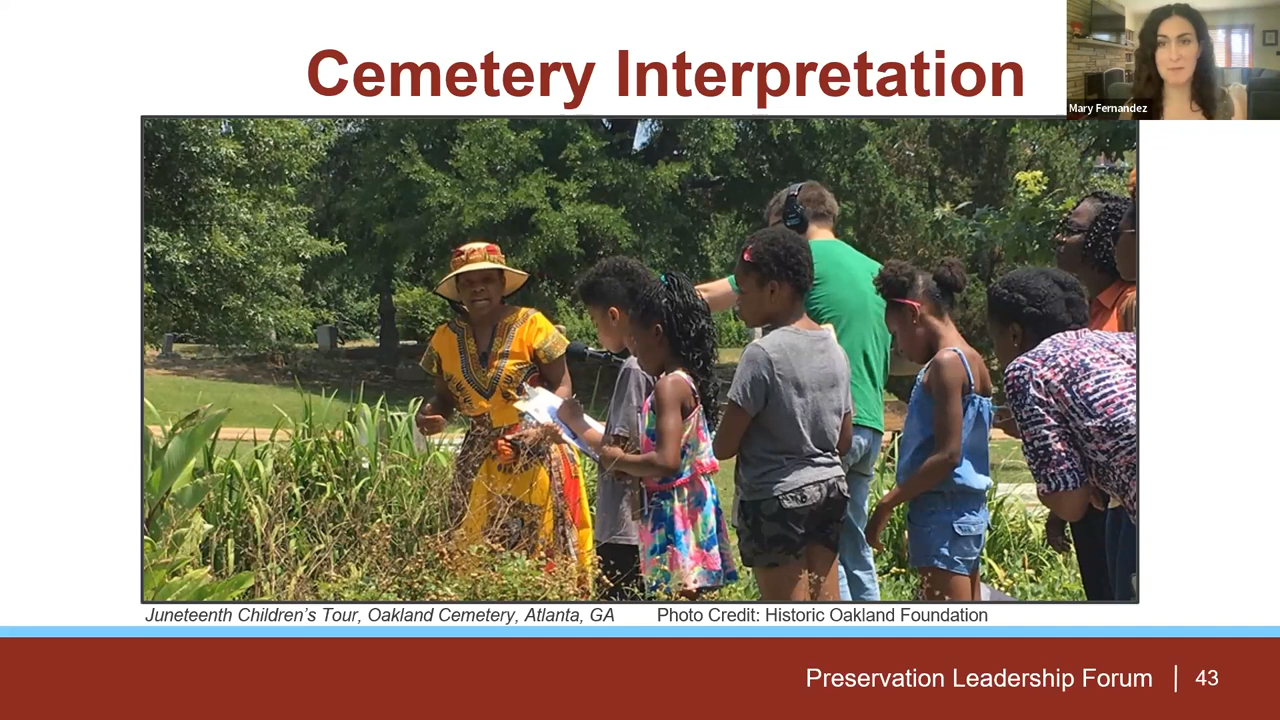 Cemetery Interpretation
Mary Fernandez
Juneteenth Children’s Tour, Oakland Cemetery, Atlanta, GA
Photo Credit: Historic Oakland Foundation
Preservation Leadership Forum | 43